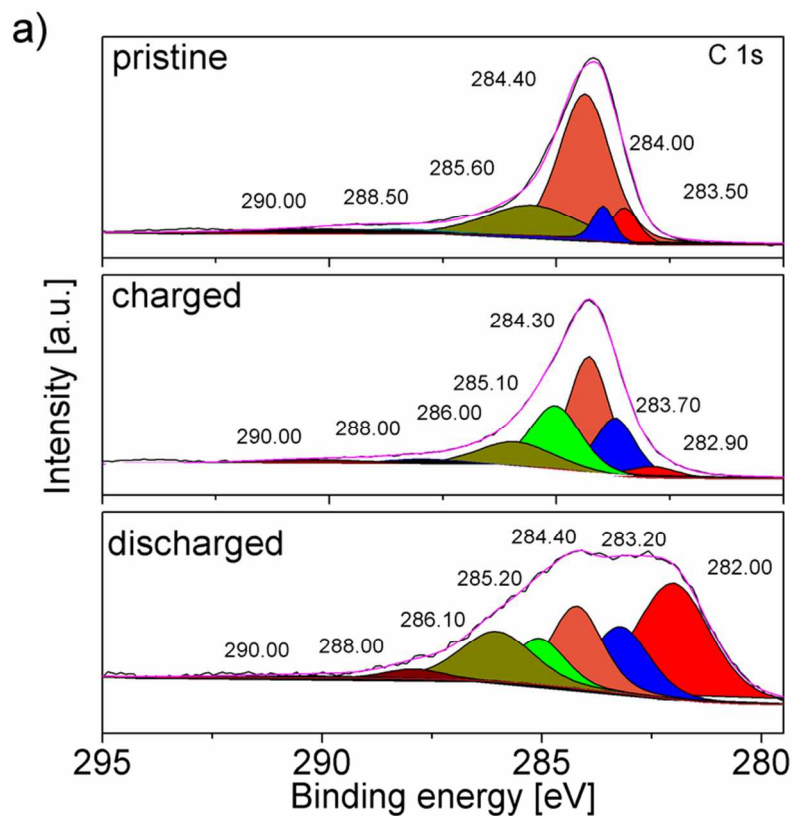 a)
pristine
C 1s
284.40
284.00
285.60
283.50
288.50
290.00
charged
284.30
285.10
283.70
286.00
282.90
288.00
290.00
discharged
284.40 283.20
282.00
285.20
286.10
288.00
290.00
Intensity [a.u.]
295 290 285 280
Binding energy [eV]